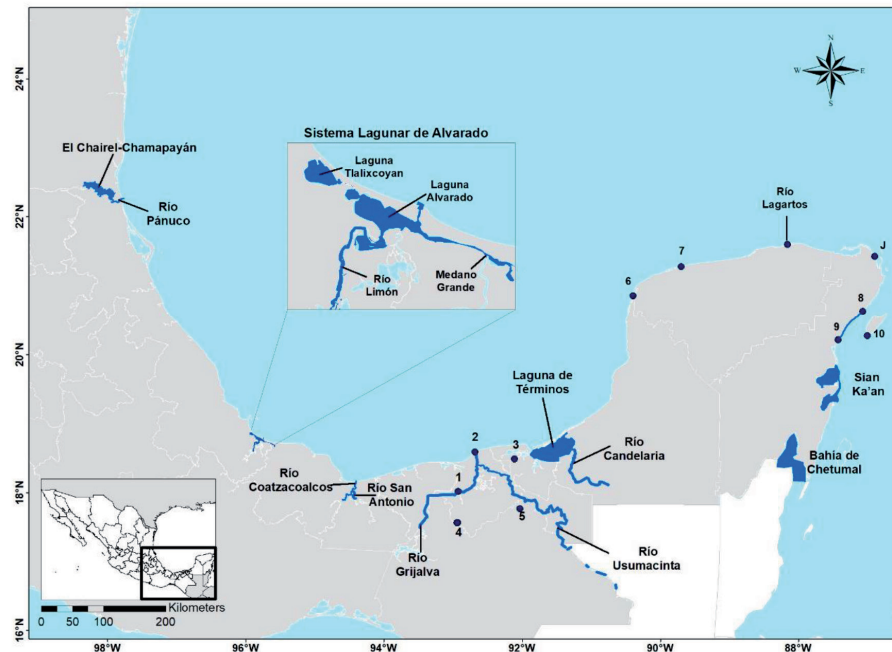 24°N
22°N
20°N
18°N
16°N
98°W
96°W
94°W
92°W
90°W
88°W
N
W
E
S
El Chairel-Chamapayán
Río
Pánuco
Sistema Lagunar de Alvarado
Laguna
Tlalixcoyan
Laguna
Alvarado
Río
Limón
Medano
Grande
Río
Lagartos
J
6
7
8
9
10
Sian
Ka'an
Bahía de
Chetumal
Laguna de
Términos
Río
Candelaria
2
3
1
4
5
Río
Coatzacoalcos
Río San
Antonio
Río
Grijalva
Río
Usumacinta
Kilometers
0 25 50 100 150 200